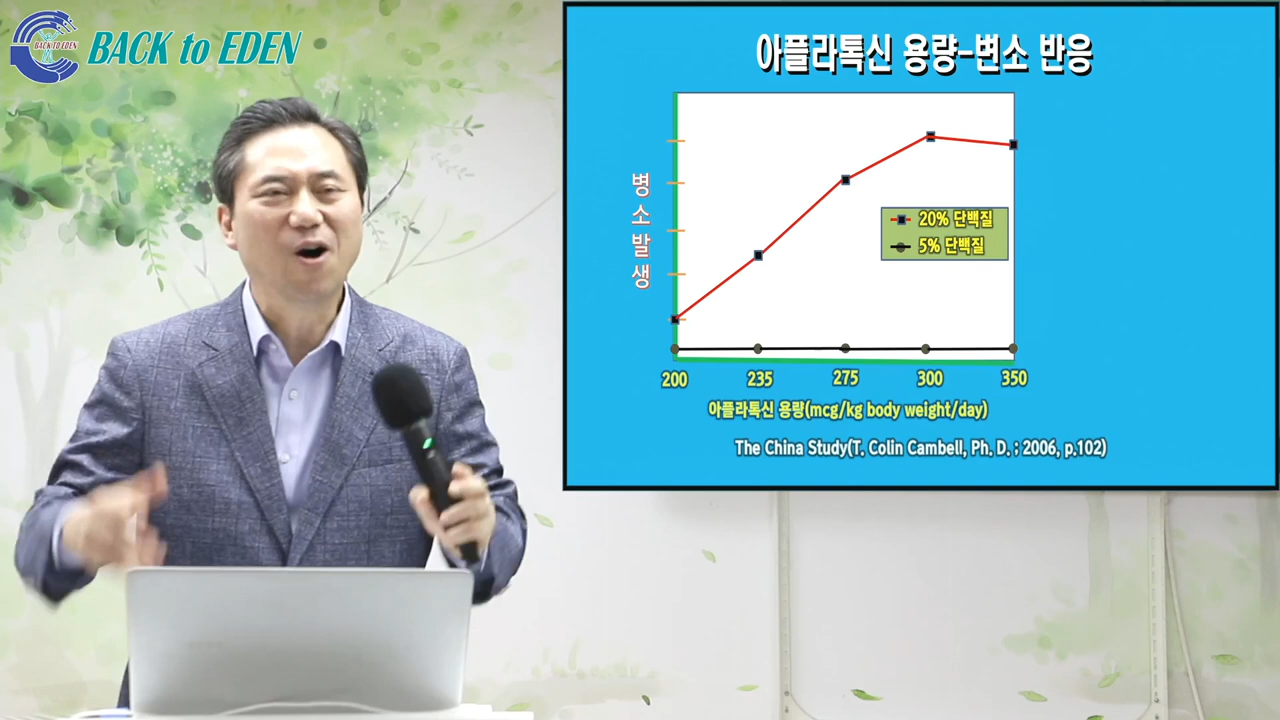 BACK TO EDEN
BACK to EDEN
아플라톡신 용량-변소 반응
병
소
발
생
20% 단백질
5% 단백질
200 235 275 300 350
아플라톡신 용량(mcg/kg body weight/day)
The China Study(T. Colin Cambell, Ph. D. ; 2006, p.102)